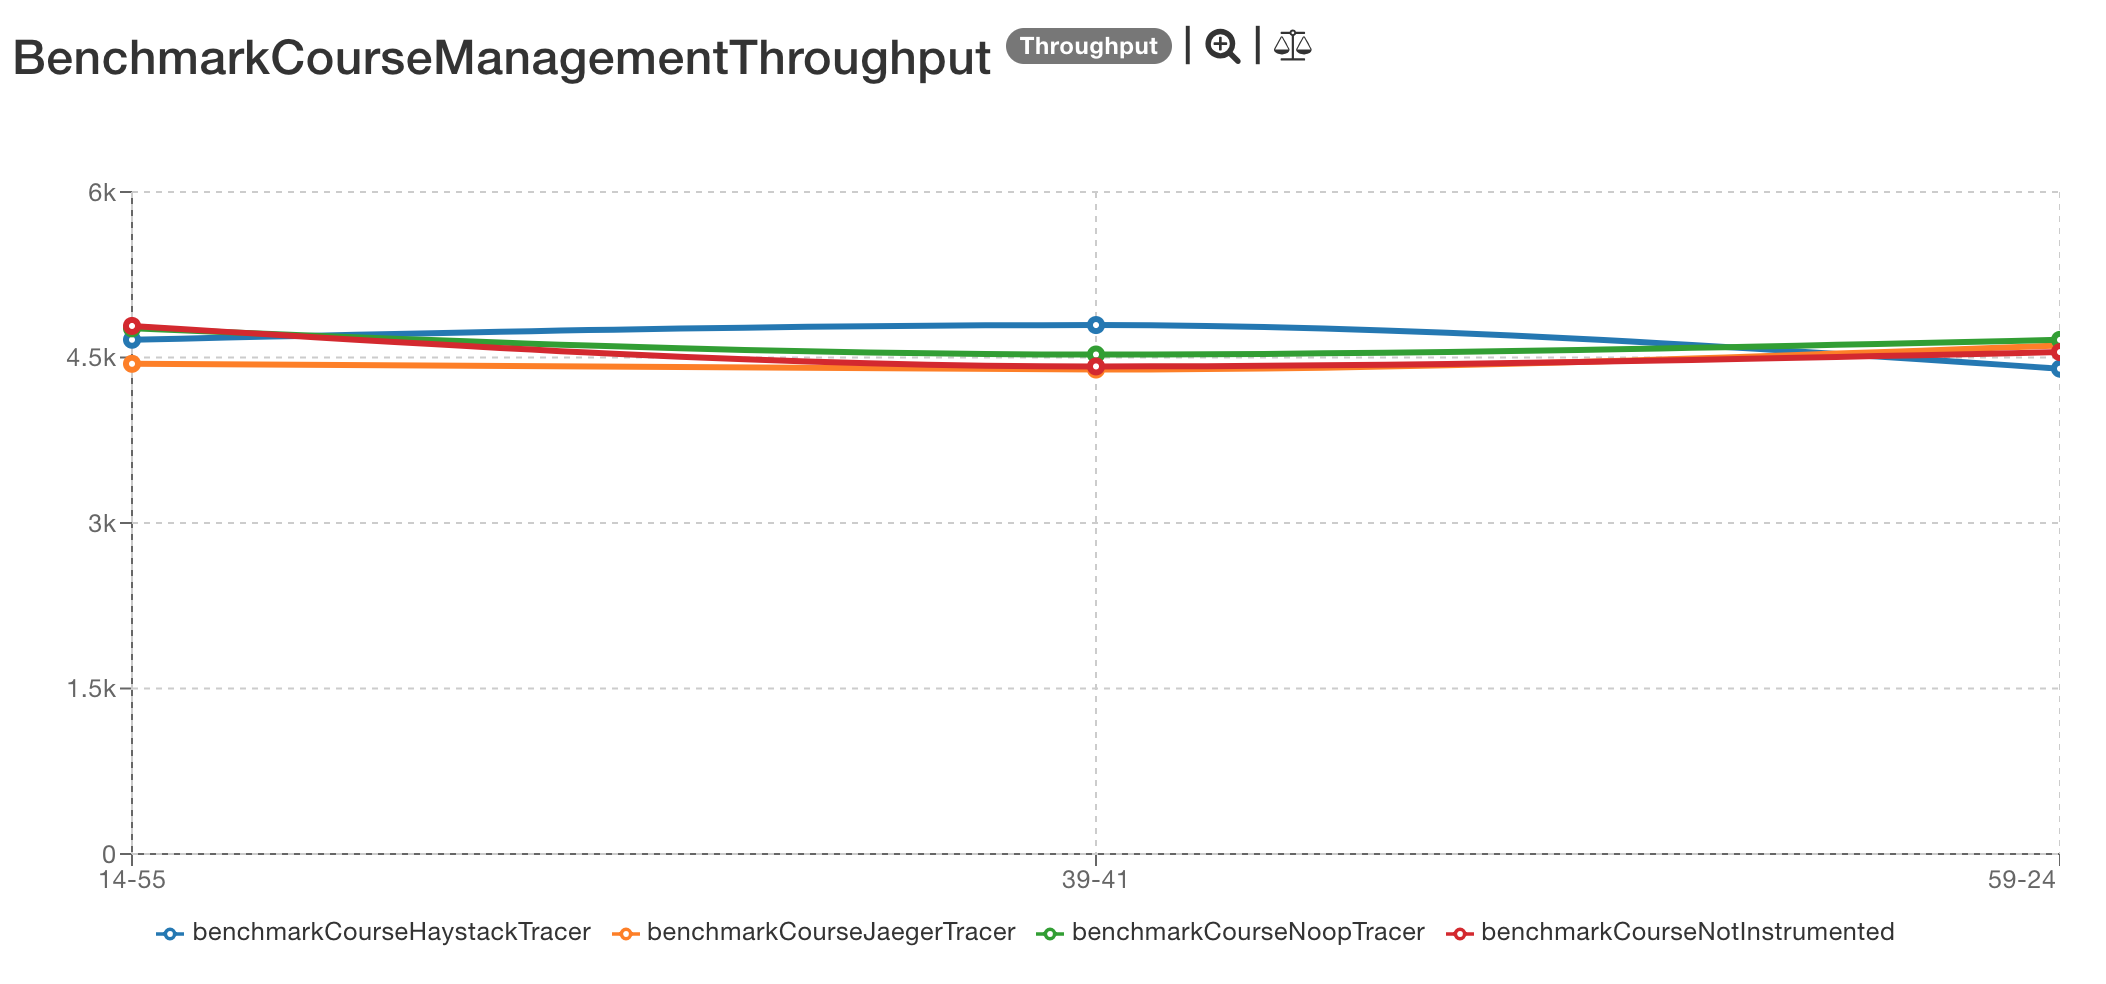 BenchmarkCourseManagementThroughput Throughput | |
6k
4.5k
3k
1.5k
0
14-55 39-41 59-24
benchmarkCourseHaystackTracer benchmarkCourseJaegerTracer benchmarkCourseNoopTracer benchmarkCourseNotInstrumented